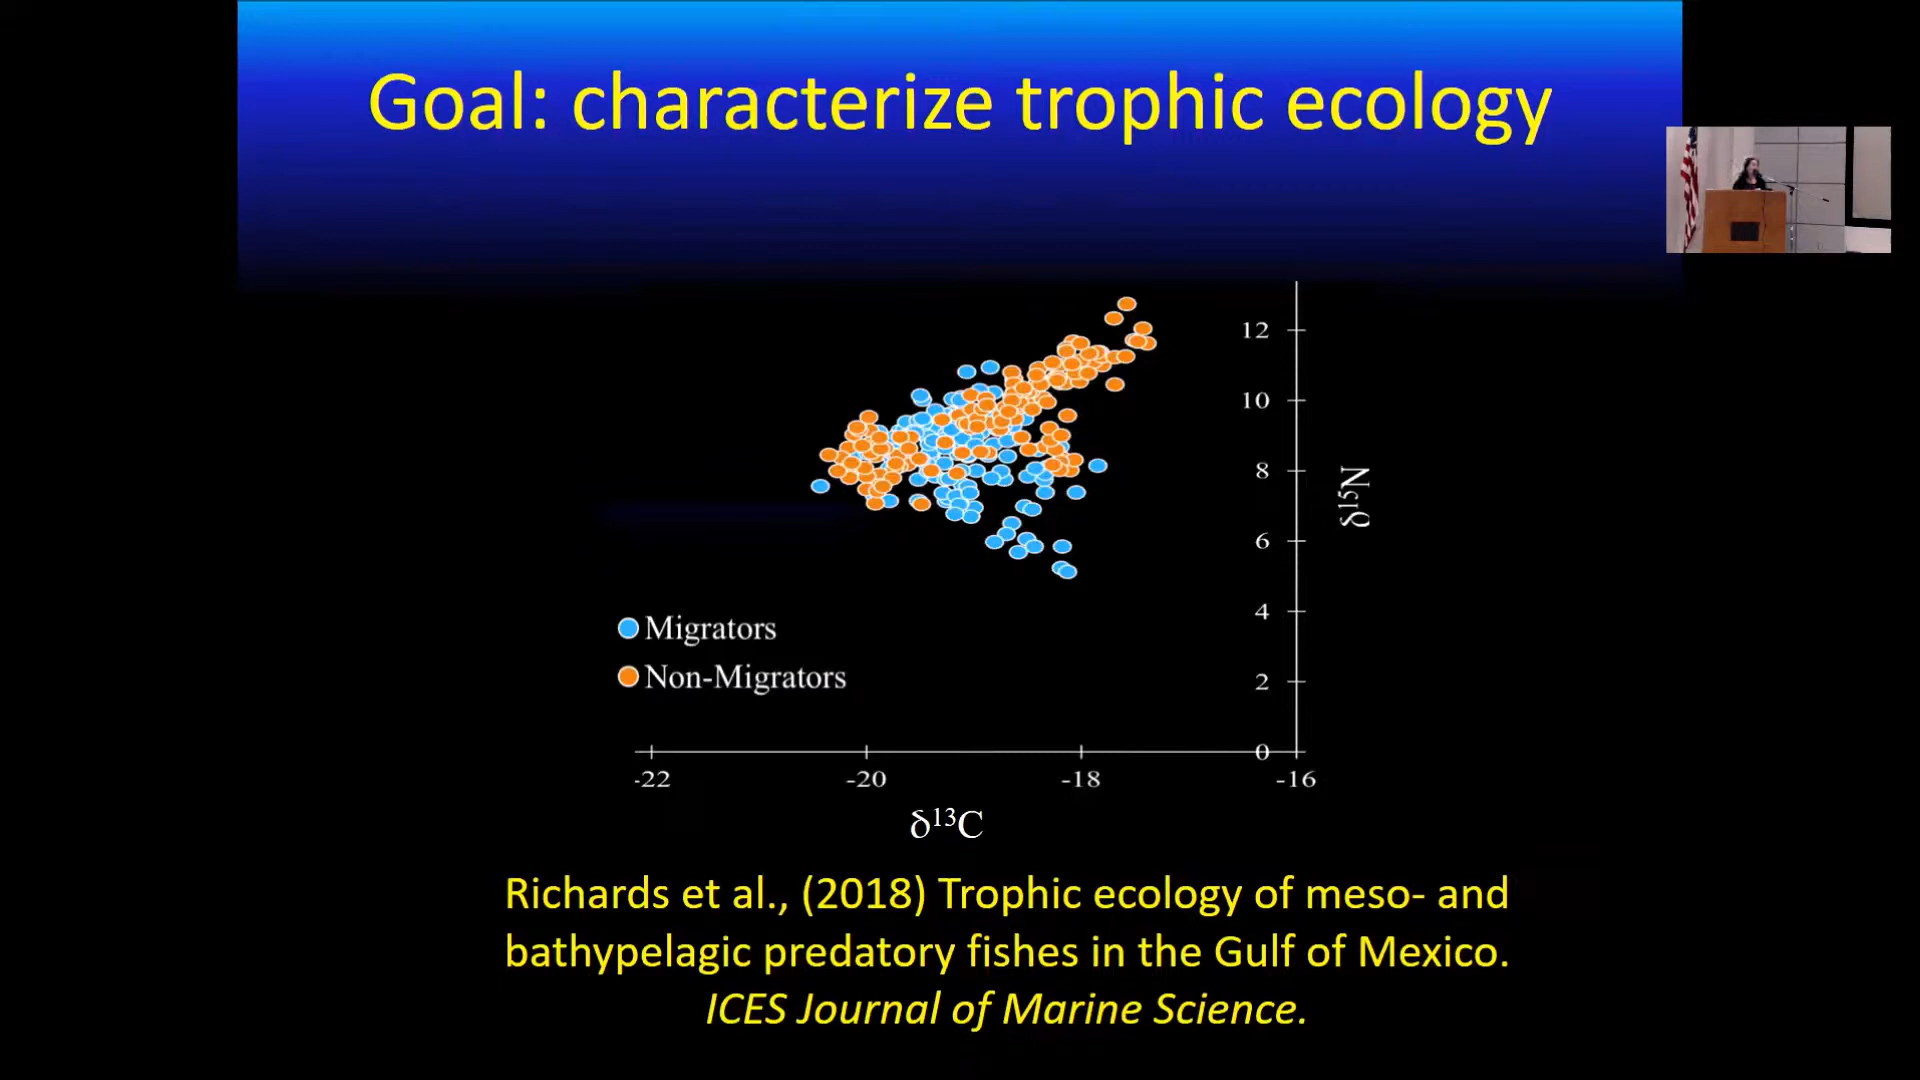 Goal: characterize trophic ecology
12
10
8
6
4
2
0
δ¹⁵N
Migrators
Non-Migrators
-22
-20
-18
-16
δ¹³C
Richards et al., (2018) Trophic ecology of meso- and
bathypelagic predatory fishes in the Gulf of Mexico.
ICES Journal of Marine Science.